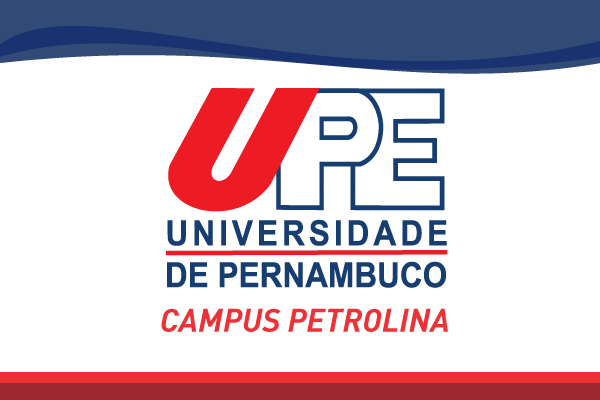 UPE
UNIVERSIDADE
DE PERNAMBUCO
CAMPUS PETROLINA